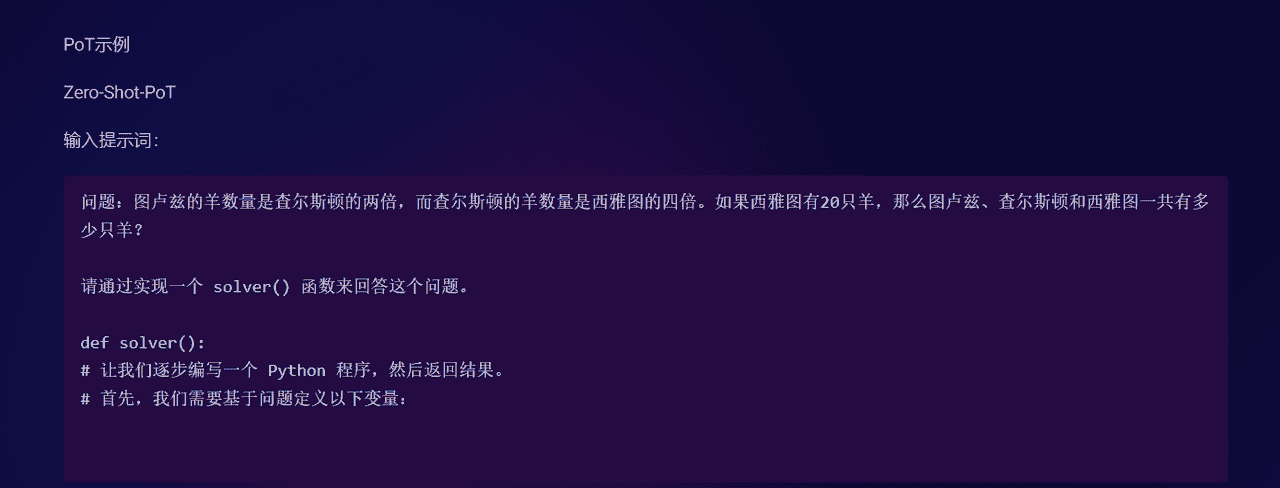 PoT示例
Zero-Shot-PoT
输入提示词：
问题：图卢兹的羊数量是查尔斯顿的两倍，而查尔斯顿的羊数量是西雅图的四倍。如果西雅图有20只羊，那么图卢兹、查尔斯顿和西雅图一共有多
少只羊？
请通过实现一个 solver() 函数来回答这个问题。
def solver():
# 让我们逐步编写一个 Python 程序，然后返回结果。
# 首先，我们需要基于问题定义以下变量：